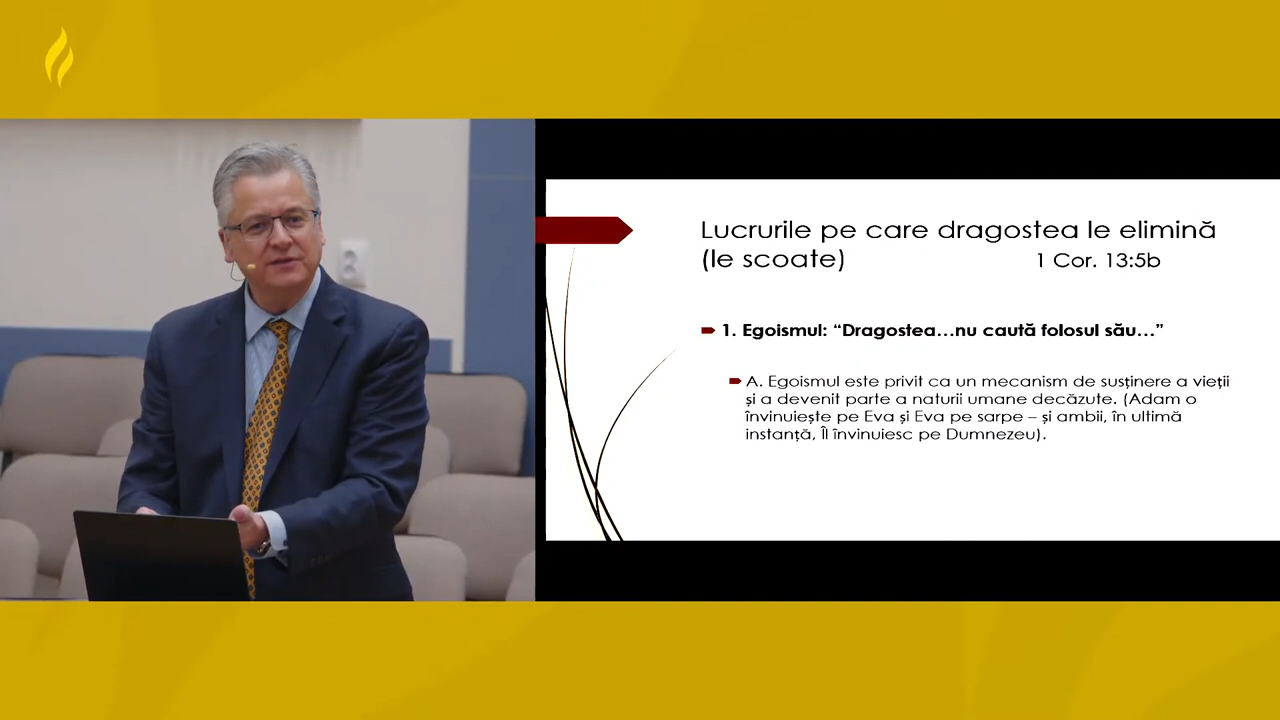 Lucrurile pe care dragostea le elimină
(le scoate) 1 Cor. 13:5b
1. Egoismul: “Dragostea...nu caută folosul său...”
A. Egoismul este privit ca un mecanism de susținere a vieții
și a devenit parte a naturii umane decăzute. (Adam o
învinuiește pe Eva și Eva pe sarpe – și ambii, în ultimă
instanță, Îl învinuiesc pe Dumnezeu).